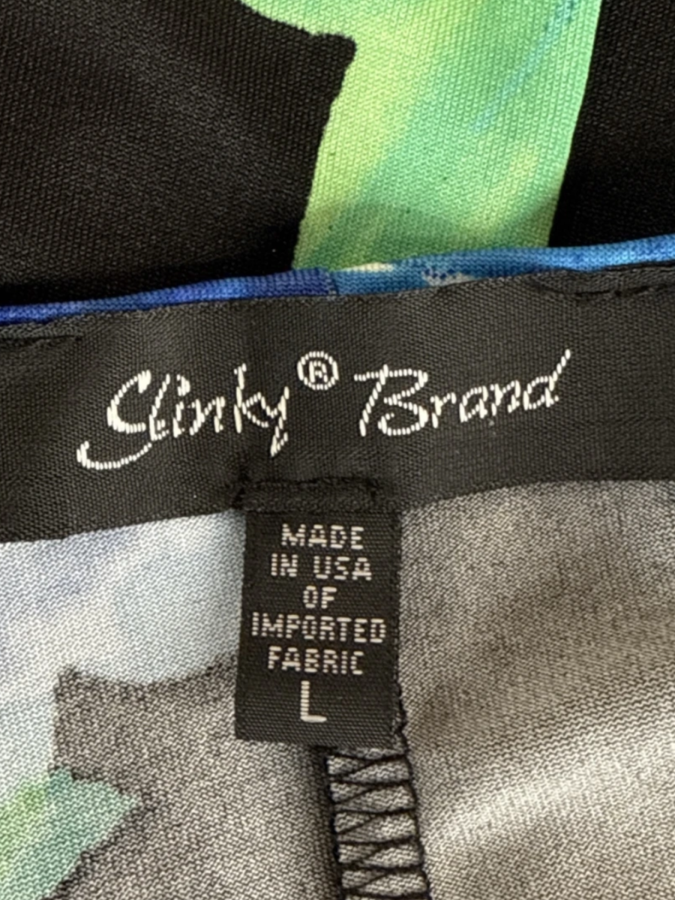 Slinky® Brand
MADE
IN USA
OF
IMPORTED
FABRIC
L